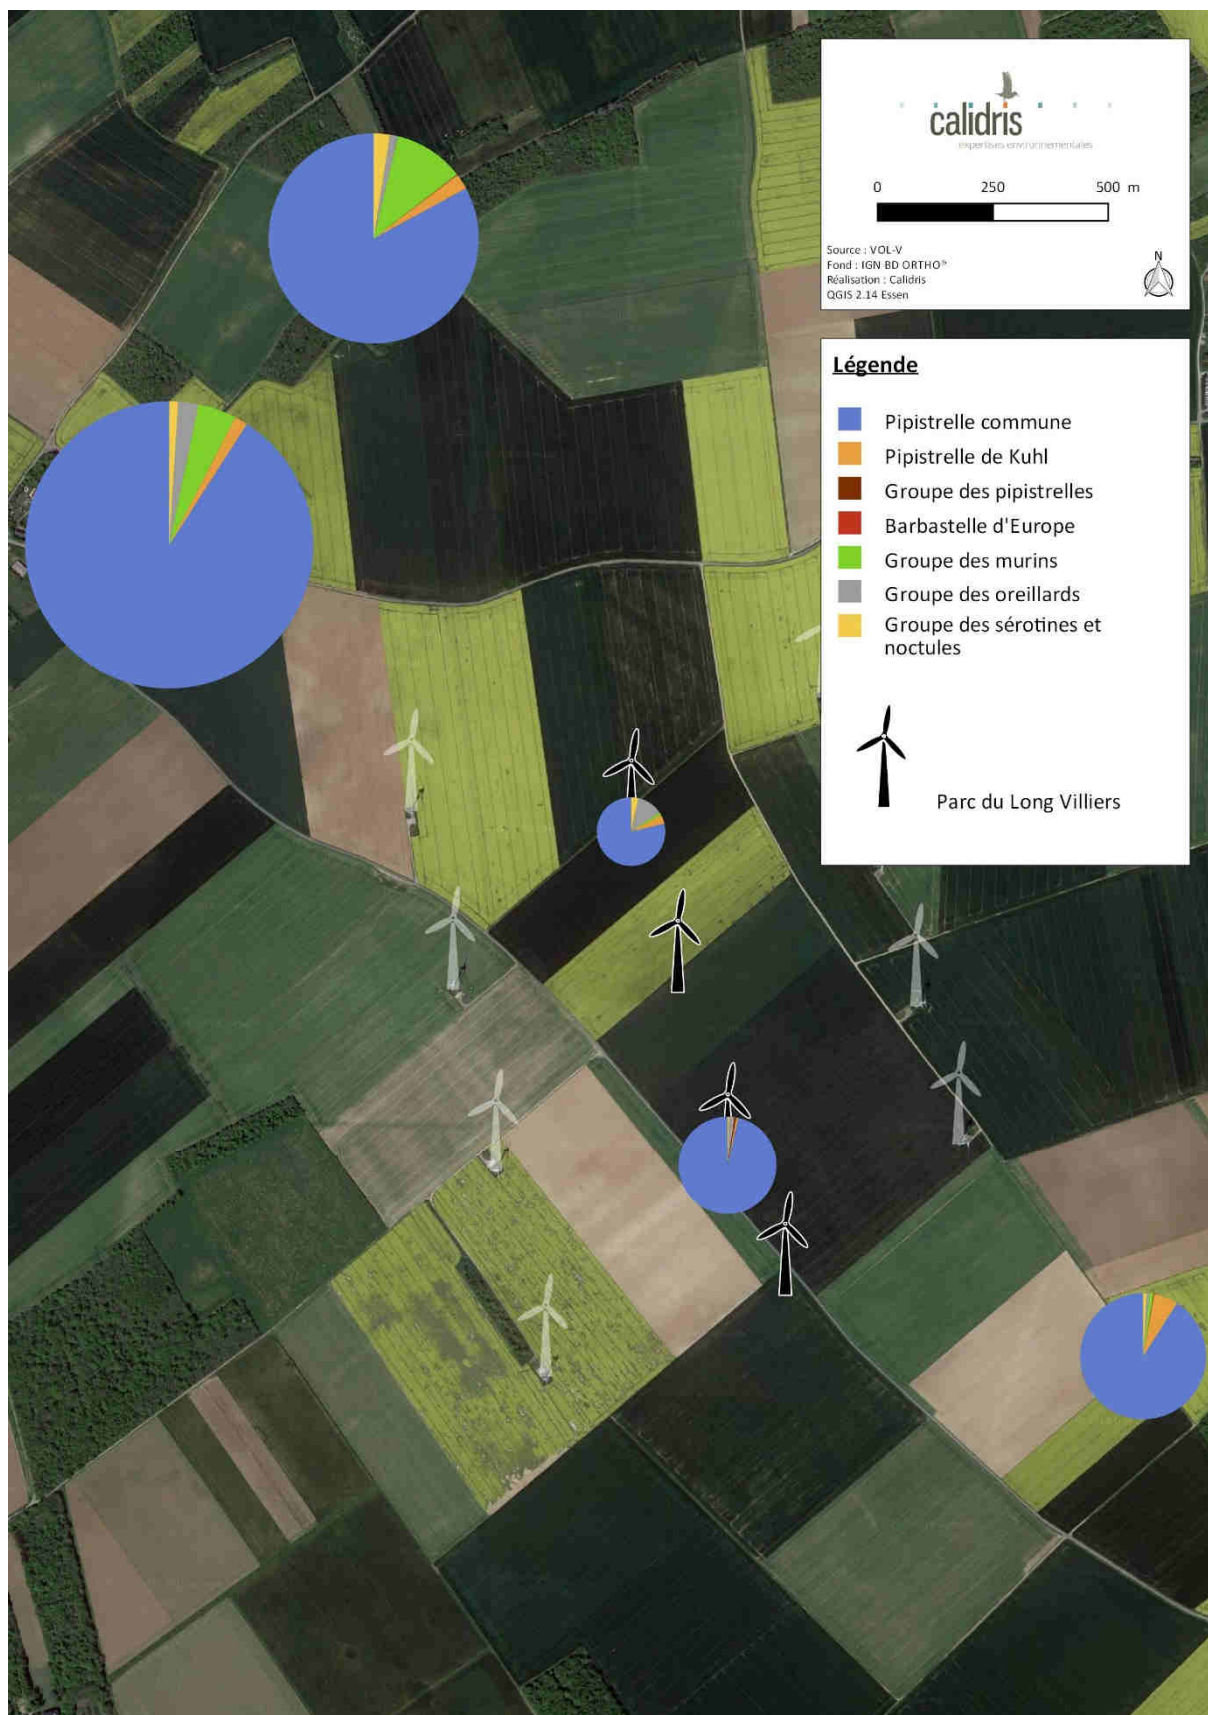 calidris
expertises environnementales
0 250 500 m
Source : VOL-V
Fond : IGN BD ORTHO®
Réalisation : Calidris
QGIS 2.14 Essen
N
Légende
Pipistrelle commune
Pipistrelle de Kuhl
Groupe des pipistrelles
Barbastelle d'Europe
Groupe des murins
Groupe des oreillards
Groupe des sérotines et
noctules
Parc du Long Villiers